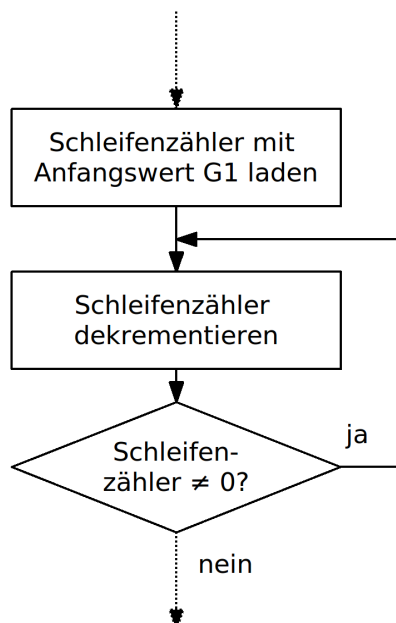 Schleifenzähler mit
Anfangswert G1 laden
Schleifenzähler
dekrementieren
Schleifen-
zähler ≠ 0?
ja
nein